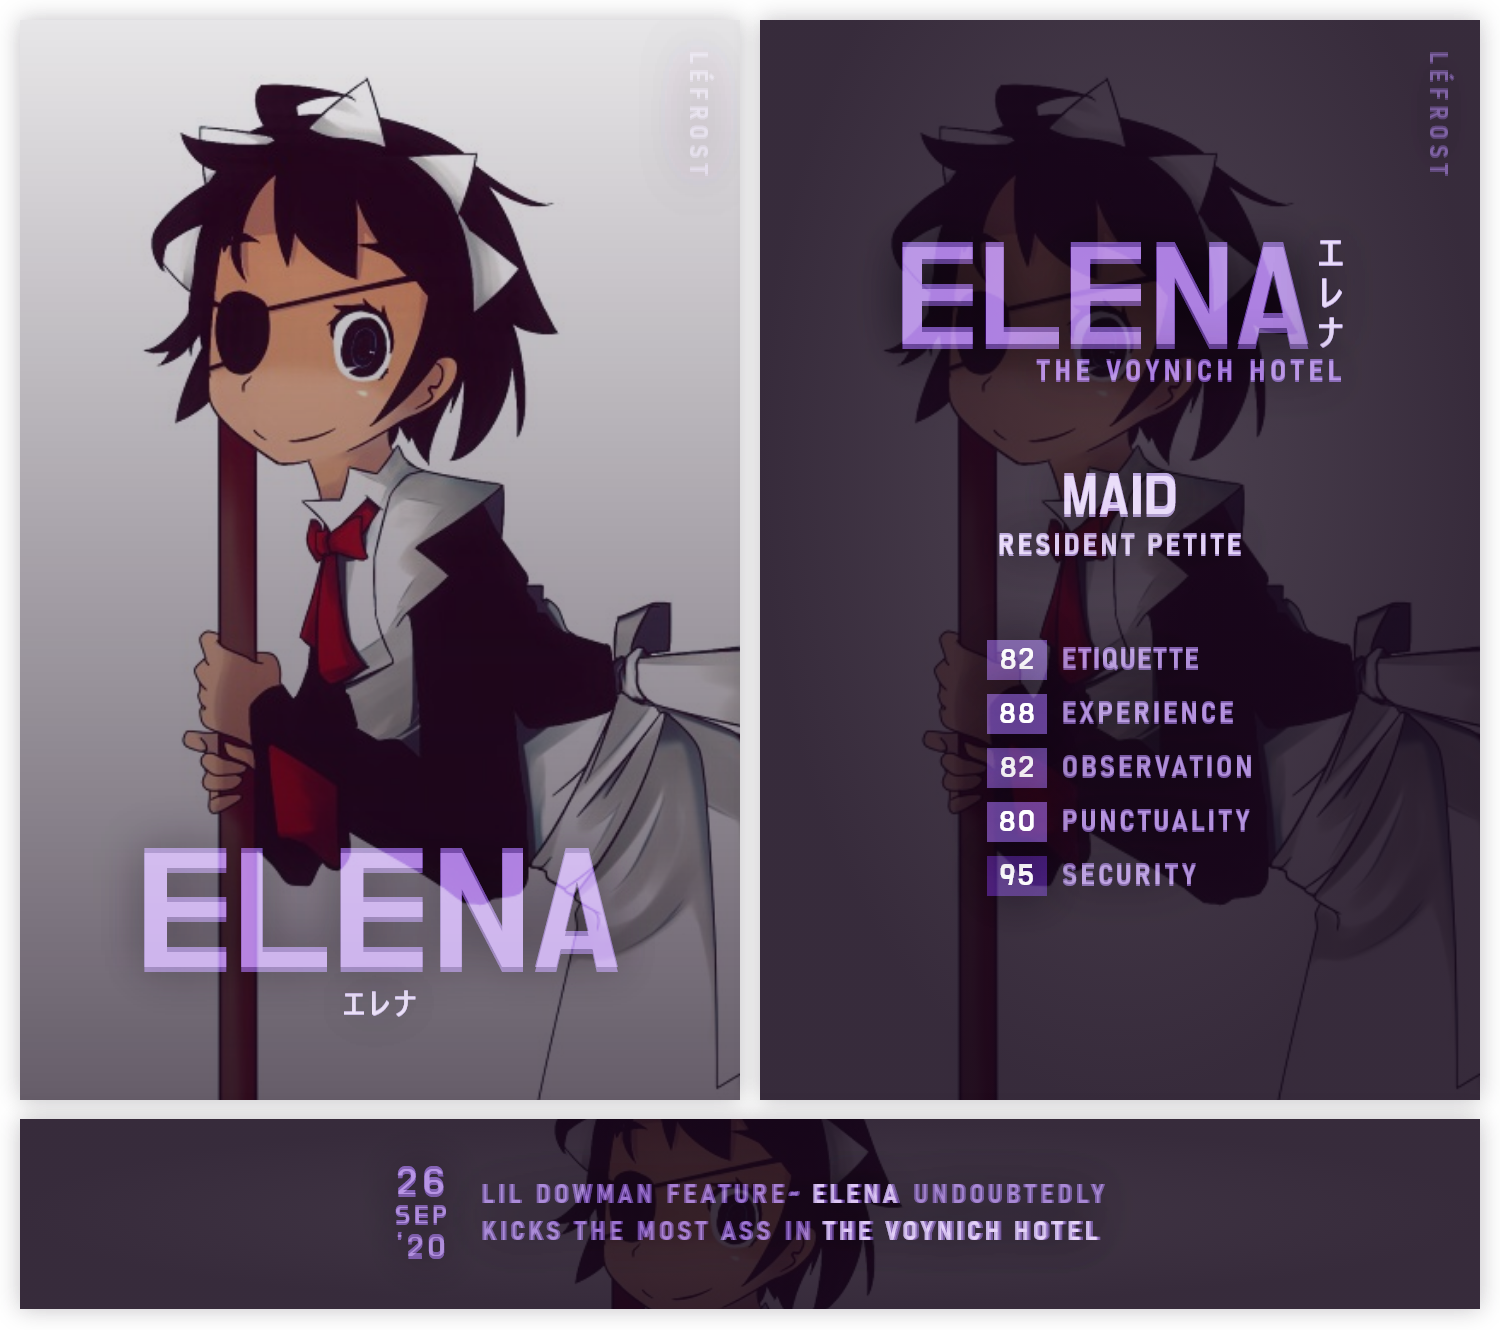 LÉFROST
ELENA
エレナ
LÉFROST
ELENA
エレナ
THE VOYNICH HOTEL
MAID
RESIDENT PETITE
82 ETIQUETTE
88 EXPERIENCE
82 OBSERVATION
80 PUNCTUALITY
95 SECURITY
26
SEP
'20
LIL DOWMAN FEATURE- ELENA UNDOUBTEDLY
KICKS THE MOST ASS IN THE VOYNICH HOTEL